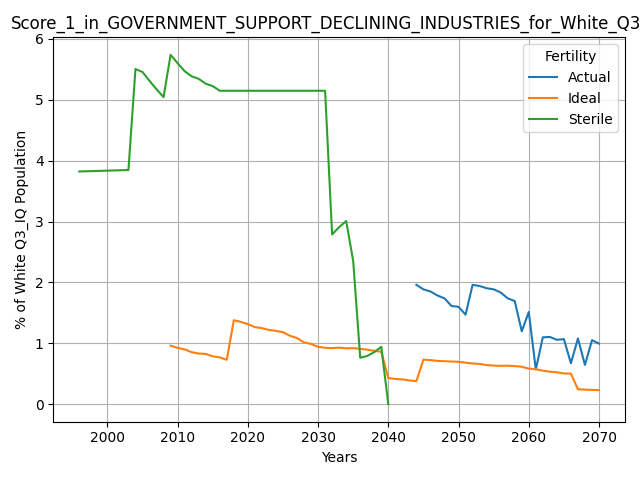 Score_1_in_GOVERNMENT_SUPPORT_DECLINING_INDUSTRIES_for_White_Q3
Fertility
Actual
Ideal
Sterile
% of White Q3_IQ Population
6
5
4
3
2
1
0
2000 2010 2020 2030 2040 2050 2060 2070
Years